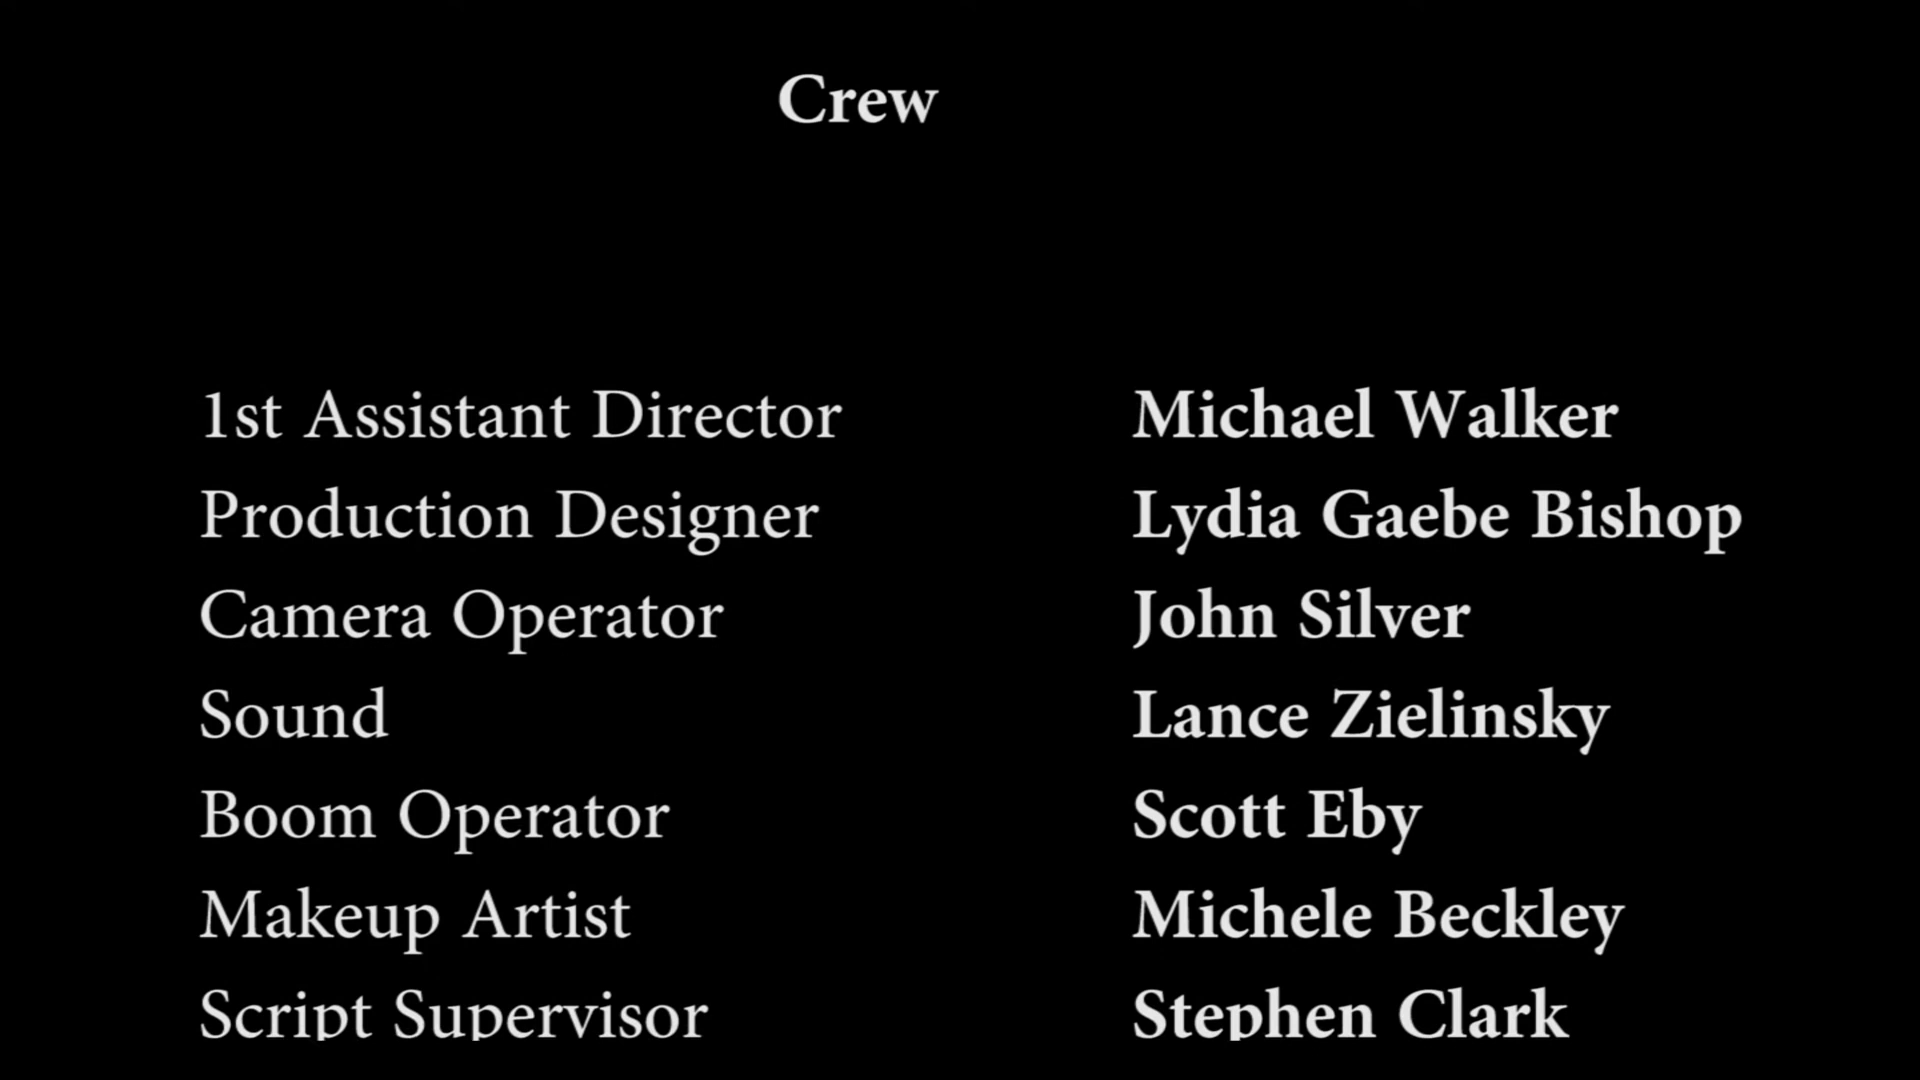 Crew
1st Assistant Director Michael Walker
Production Designer Lydia Gaebe Bishop
Camera Operator John Silver
Sound Lance Zielinsky
Boom Operator Scott Eby
Makeup Artist Michele Beckley
Script Supervisor Stephen Clark